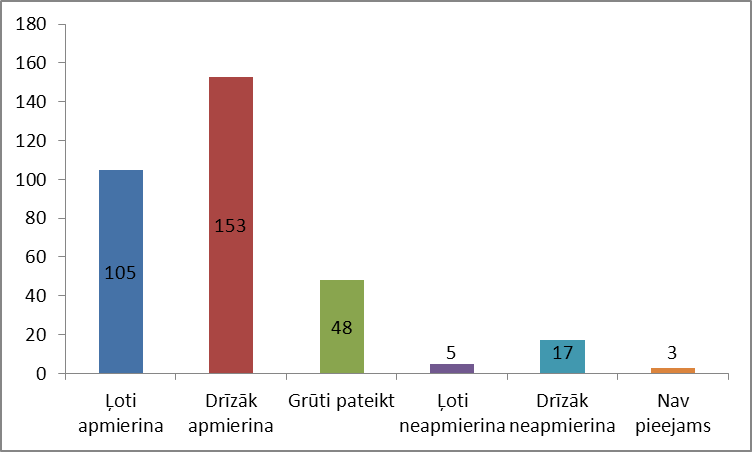 180
160
140
120
100
80
60
40
20
0
105
153
48
5
17
3
Ļoti apmierina
Drīzāk apmierina
Grūti pateikt
Ļoti neapmierina
Drīzāk neapmierina
Nav pieejams